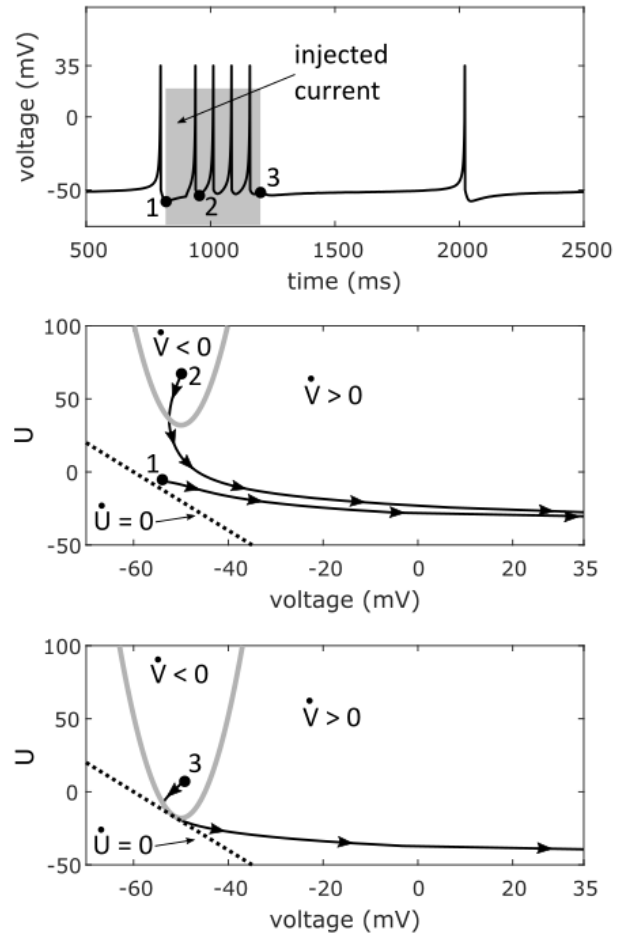 voltage (mV)
35
0
-50
injected
current
1
2
3
500
1000
1500
2000
2500
time (ms)
U
100
50
0
-50
V̇ < 0
2
V̇ > 0
1
U̇ = 0
-60
-40
-20
0
20
35
voltage (mV)
U
100
50
0
-50
V̇ < 0
V̇ > 0
3
U̇ = 0
-60
-40
-20
0
20
35
voltage (mV)